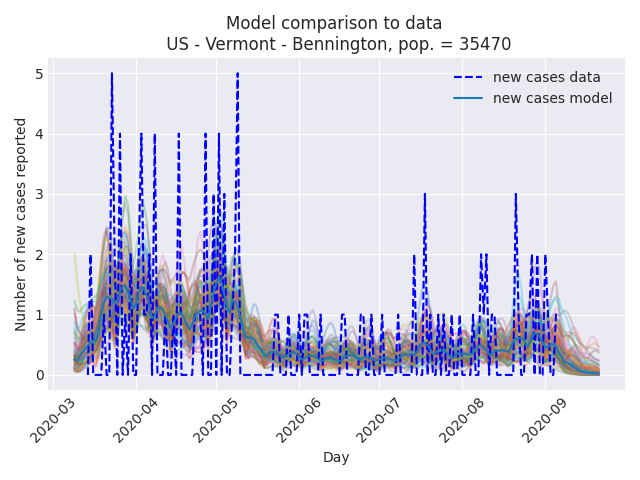 Model comparison to data
US - Vermont - Bennington, pop. = 35470
new cases data
new cases model
Number of new cases reported
5
4
3
2
1
0
2020-03
2020-04
2020-05
2020-06
2020-07
2020-08
2020-09
Day